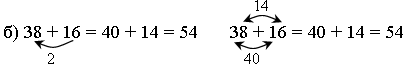 14
б) 38 + 16 = 40 + 14 = 54 38 + 16 = 40 + 14 = 54
2 40